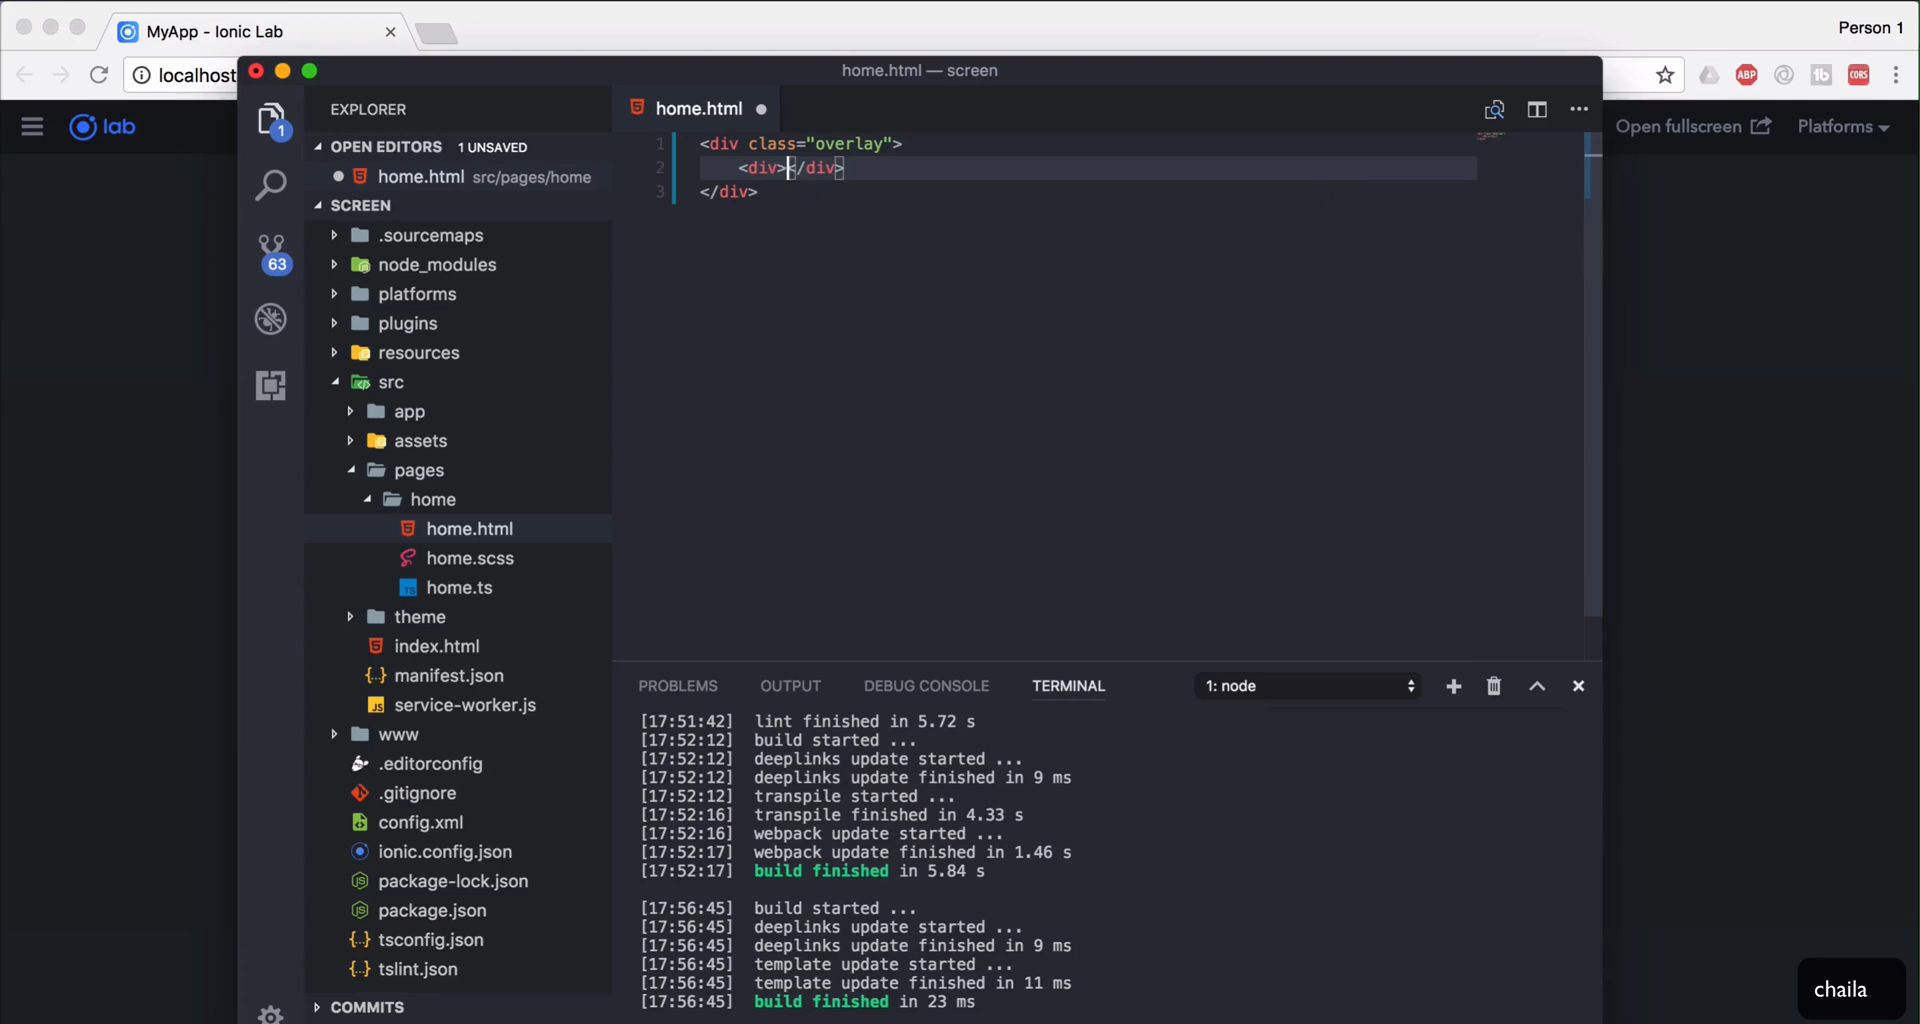 MyApp - Ionic Lab
Person 1
localhost
home.html — screen
ABP
CORS
lab
Open fullscreen
Platforms
EXPLORER
home.html
OPEN EDITORS 1 UNSAVED
home.html src/pages/home
SCREEN
.sourcemaps
node_modules
platforms
plugins
resources
src
app
assets
pages
home
home.html
home.scss
home.ts
theme
index.html
manifest.json
service-worker.js
www
.editorconfig
.gitignore
config.xml
ionic.config.json
package-lock.json
package.json
tsconfig.json
tslint.json
COMMITS
1
63
1 <div class="overlay">
2 <div></div>
3 </div>
PROBLEMS OUTPUT DEBUG CONSOLE TERMINAL 1: node
[17:51:42] lint finished in 5.72 s
[17:52:12] build started ...
[17:52:12] deeplinks update started ...
[17:52:12] deeplinks update finished in 9 ms
[17:52:12] transpile started ...
[17:52:16] transpile finished in 4.33 s
[17:52:16] webpack update started ...
[17:52:17] webpack update finished in 1.46 s
[17:52:17] build finished in 5.84 s
[17:56:45] build started ...
[17:56:45] deeplinks update started ...
[17:56:45] deeplinks update finished in 9 ms
[17:56:45] template update started ...
[17:56:45] template update finished in 11 ms
[17:56:45] build finished in 23 ms
chaila